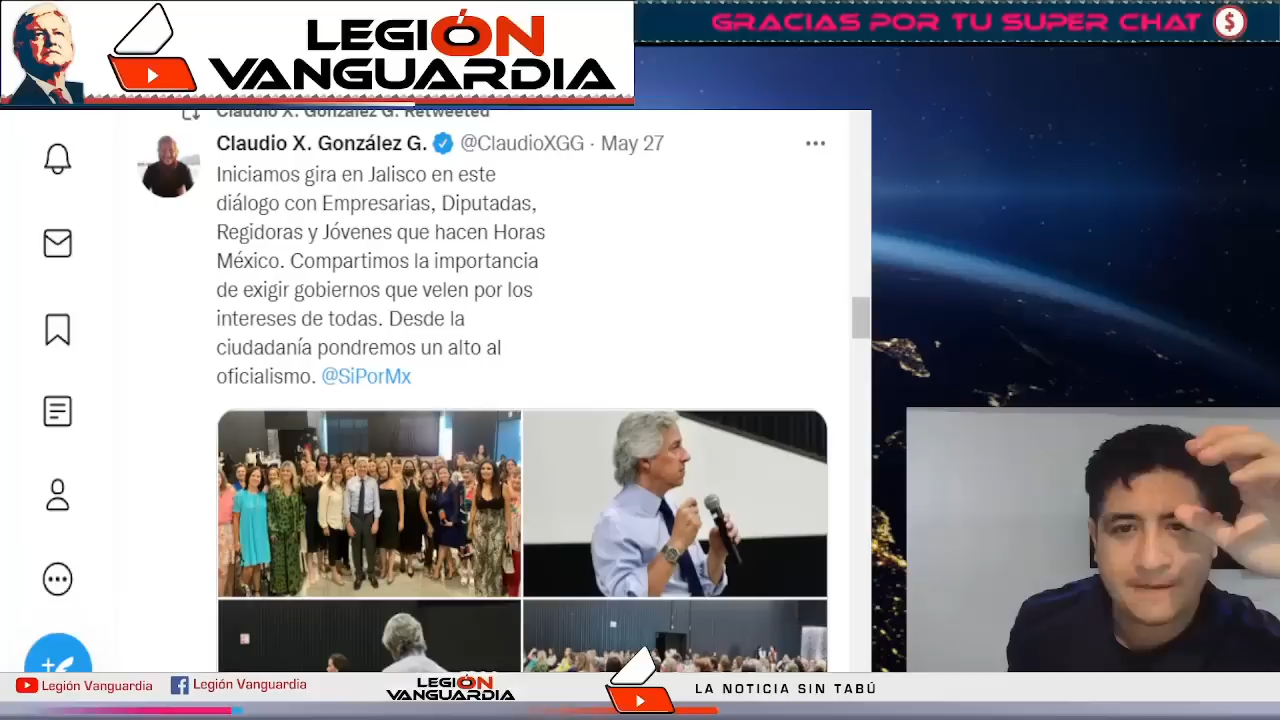 LEGIÓN
VANGUARDIA
GRACIAS POR TU SUPER CHAT
$
Claudio X. González G. Retweeted
Claudio X. González G. @ClaudioXGG · May 27
Iniciamos gira en Jalisco en este
diálogo con Empresarias, Diputadas,
Regidoras y Jóvenes que hacen Horas
México. Compartimos la importancia
de exigir gobiernos que velen por los
intereses de todas. Desde la
ciudadanía pondremos un alto al
oficialismo. @SiPorMx
Legión Vanguardia
Legión Vanguardia
LEGIÓN
VANGUARDIA
LA NOTICIA SIN TABÚ